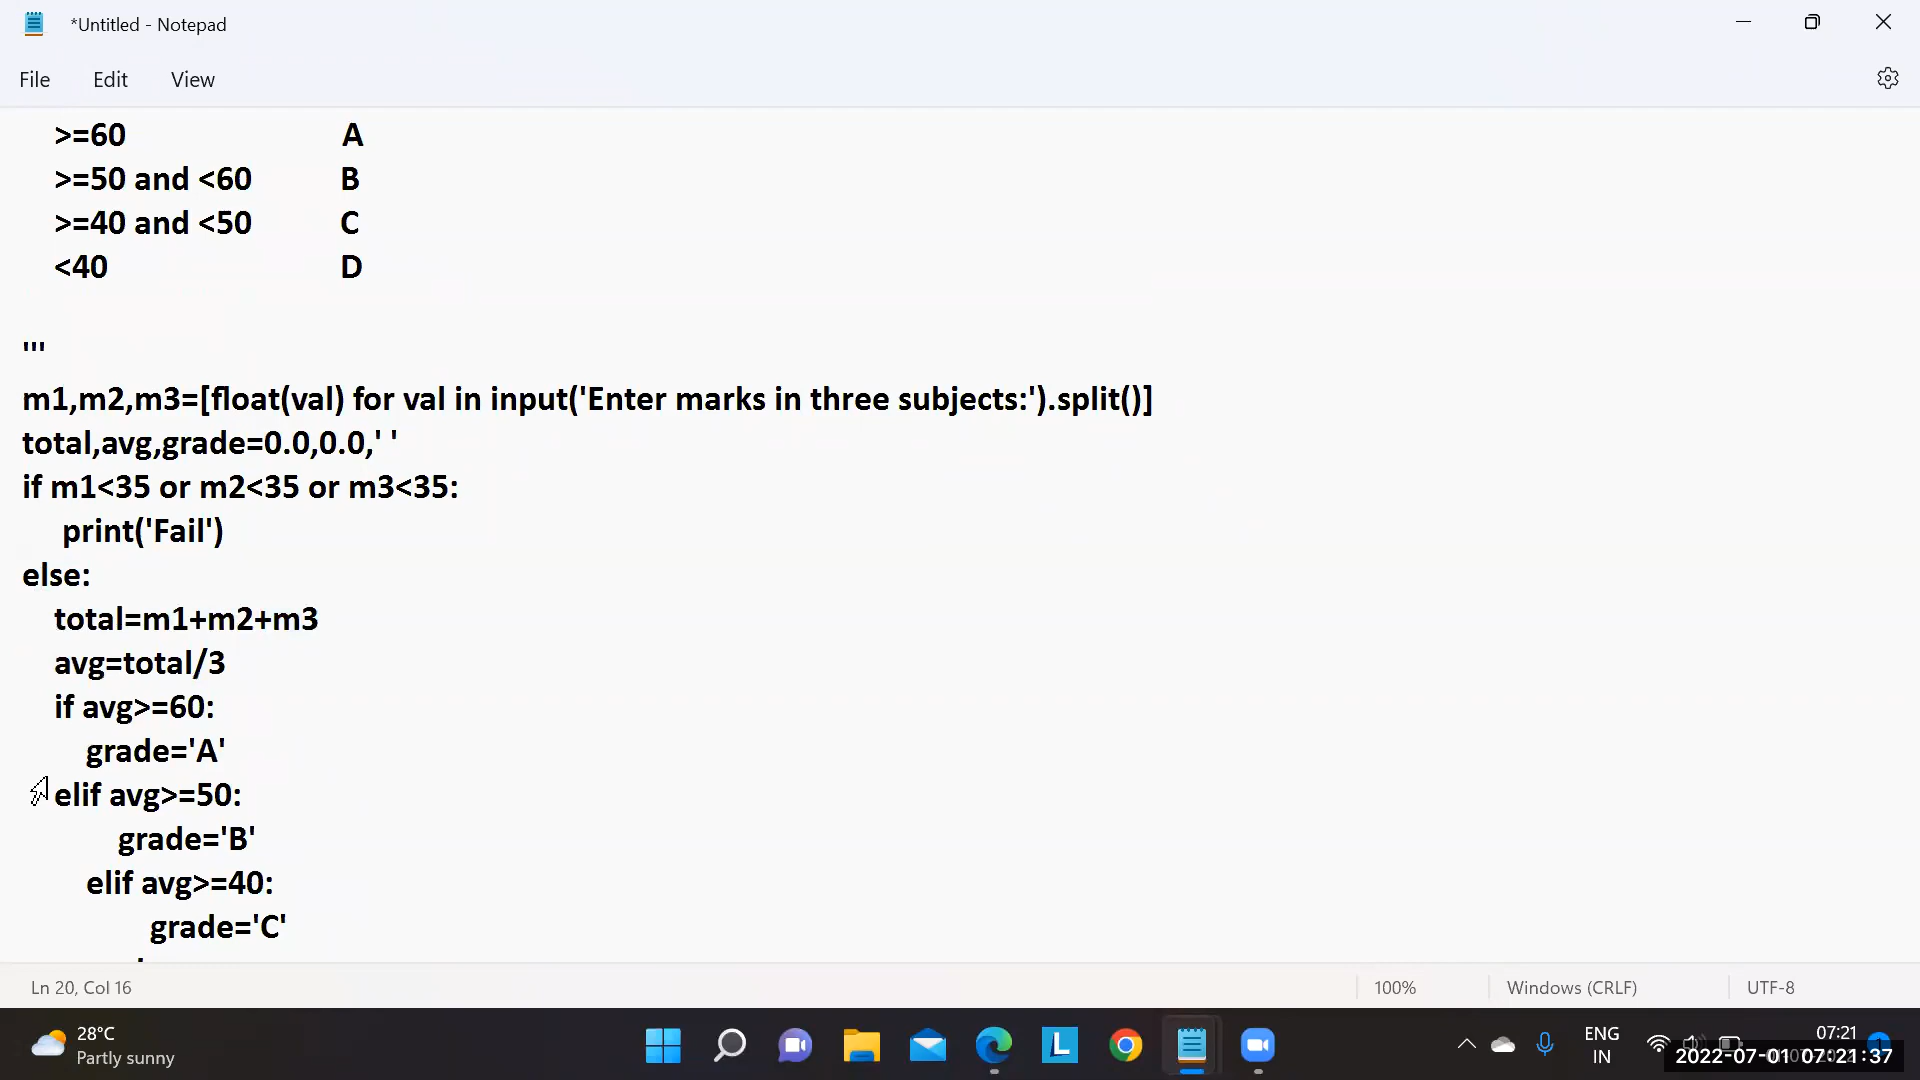 *Untitled - Notepad
File Edit View
>=60 A
>=50 and <60 B
>=40 and <50 C
<40 D
'''
m1,m2,m3=[float(val) for val in input('Enter marks in three subjects:').split()]
total,avg,grade=0.0,0.0,' '
if m1<35 or m2<35 or m3<35:
print('Fail')
else:
total=m1+m2+m3
avg=total/3
if avg>=60:
grade='A'
elif avg>=50:
grade='B'
elif avg>=40:
grade='C'
Ln 20, Col 16 100% Windows (CRLF) UTF-8
28°C
Partly sunny
L
ENG
IN
07:21
2022-07-01 07:21:37